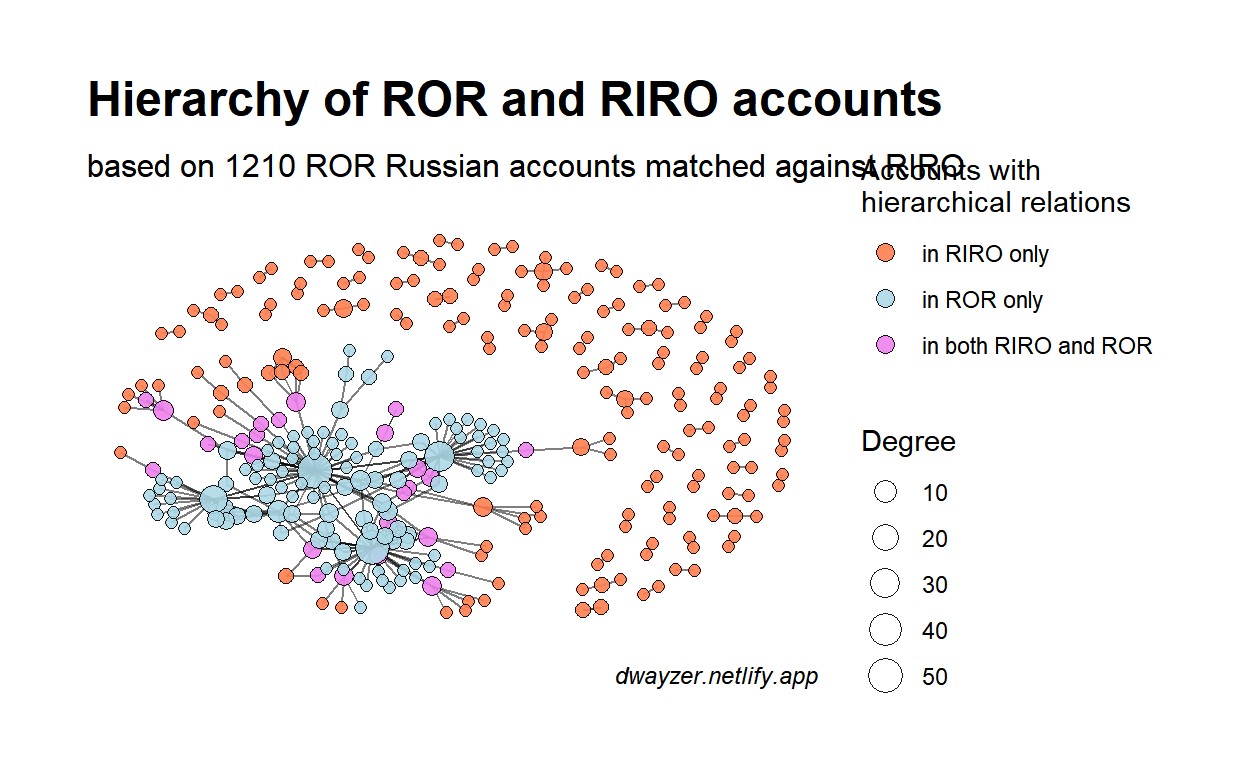 Hierarchy of ROR and RIRO accounts
based on 1210 ROR Russian accounts matched against RIRO
Accounts with
hierarchical relations
in RIRO only
in ROR only
in both RIRO and ROR
Degree
10
20
30
40
50
dwayzer.netlify.app